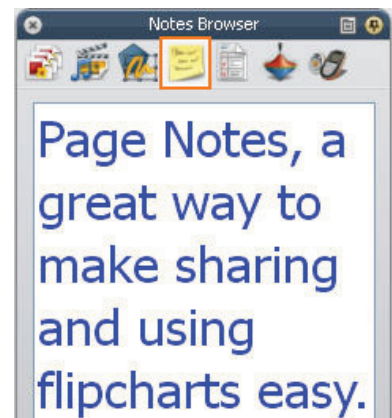 Notes Browser
Page Notes, a
great way to
make sharing
and using
flipcharts easy.